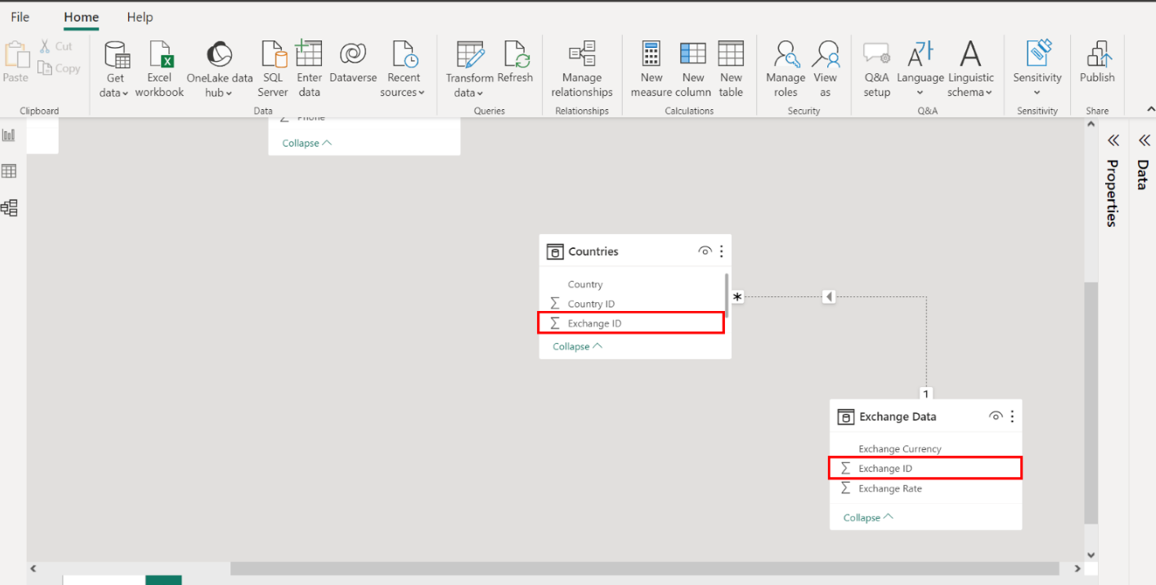 File Home Help
Cut
Copy
Paste
Get data
Excel workbook
OneLake data hub
SQL Server
Enter data
Dataverse
Recent sources
Transform data
Refresh
Manage relationships
New measure
New column
New table
Manage roles
View as
Q&A setup
Language
Linguistic schema
Sensitivity
Publish
Clipboard Data Queries Relationships Calculations Security Q&A Sensitivity Share
Phone
Collapse
Properties
Data
Countries
Country
Country ID
Exchange ID
Collapse
*
1
Exchange Data
Exchange Currency
Exchange ID
Exchange Rate
Collapse